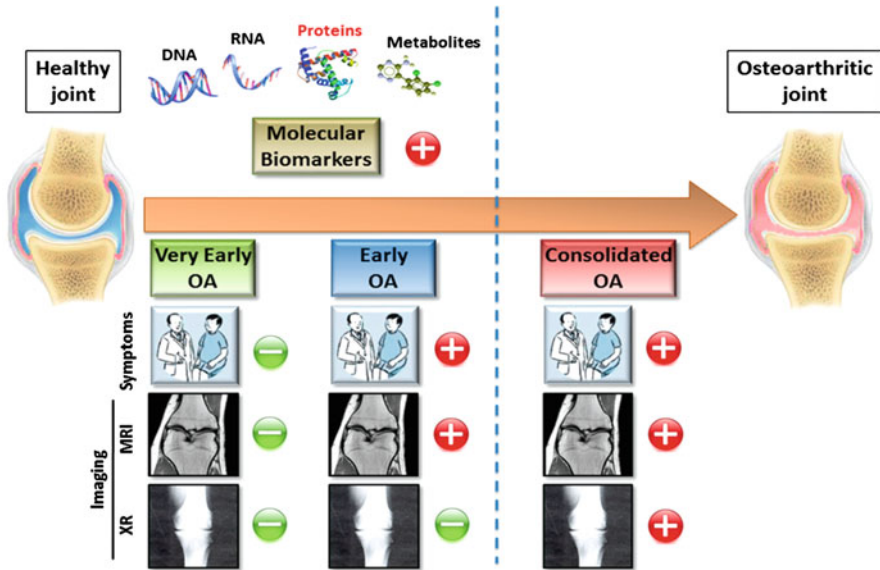 DNA
RNA
Proteins
Metabolites
Healthy
joint
Osteoarthritic
joint
Molecular
Biomarkers
Very Early
OA
Early
OA
Consolidated
OA
Symptoms
Imaging
MRI
XR